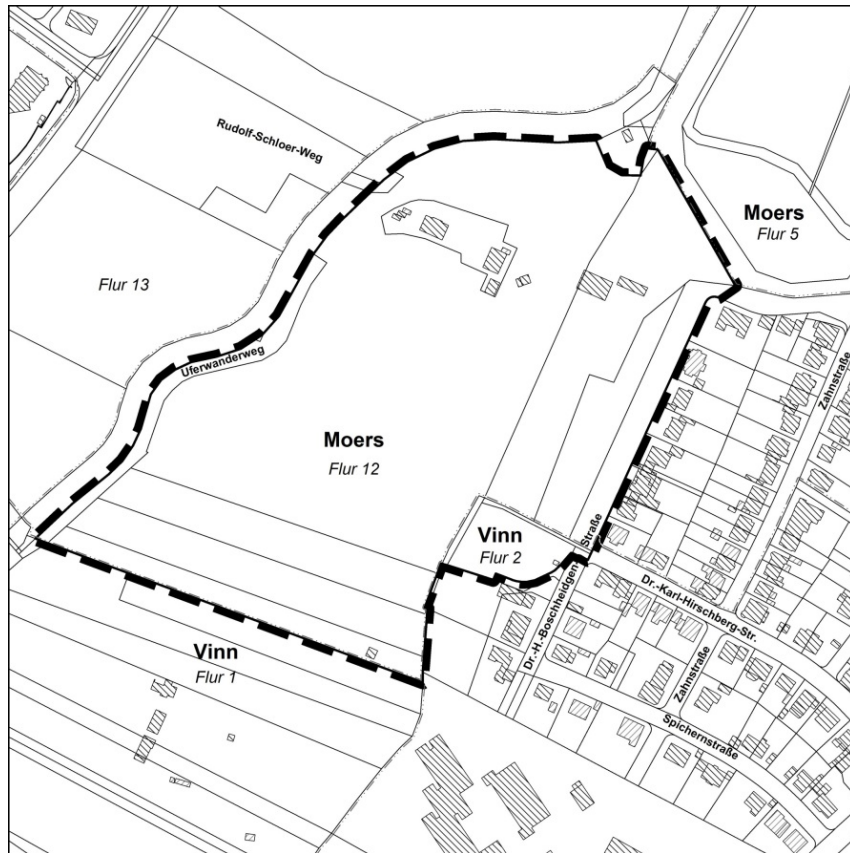 Rudolf-Schloer-Weg
Moers
Flur 5
Flur 13
Zahnstraße
Uferwanderweg
Moers
Flur 12
Vinn
Flur 2
Dr.-H.-Boschheidgen-Straße
Dr.-Karl-Hirschberg-Str.
Vinn
Flur 1
Zahnstraße
Spichernstraße